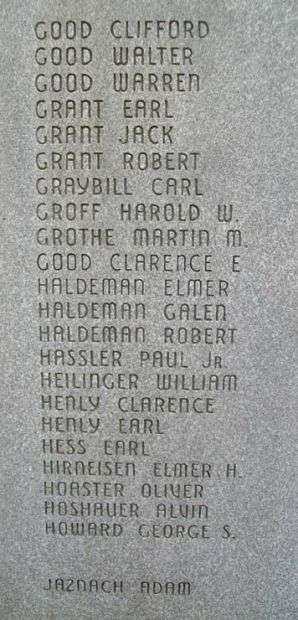 GOOD CLIFFORD
GOOD WALTER
GOOD WARREN
GRANT EARL
GRANT JACK
GRANT ROBERT
GRAYBILL CARL
GROFF HAROLD W.
GROTHE MARTIN M.
GOOD CLARENCE E
HALDEMAN ELMER
HALDEMAN GALEN
HALDEMAN ROBERT
HASSLER PAUL JR
HEILINGER WILLIAM
HENLY CLARENCE
HENLY EARL
HESS EARL
HIRNEISEN ELMER H.
HOASTER OLIVER
HOSHAUER ALVIN
HOWARD GEORGE S.
JAZNACH ADAM